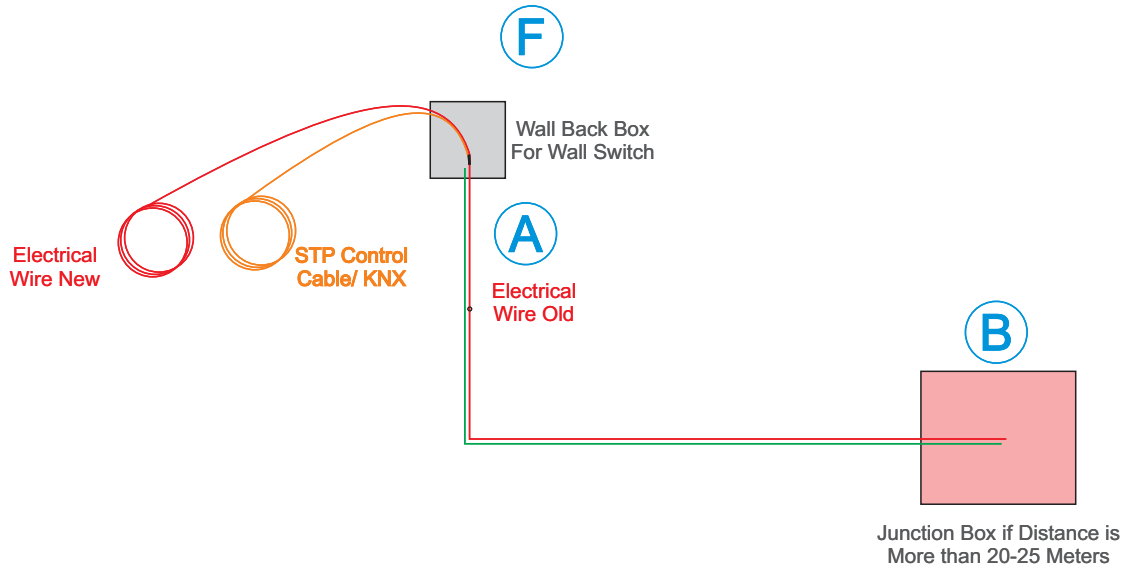 F
Wall Back Box
For Wall Switch
A
Electrical
Wire New
STP Control
Cable/ KNX
Electrical
Wire Old
B
Junction Box if Distance is
More than 20-25 Meters